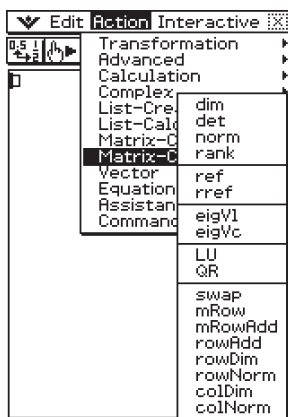 Edit Action Interactive
Transformation
Advanced
Calculation
Complex
List-Cre
List-Calc
Matrix-C
Matrix-C
Vector
Equation
Assistan
Command
dim
det
norm
rank
ref
rref
eigVl
eigVc
LU
QR
swap
mRow
mRowAdd
rowAdd
rowDim
rowNorm
colDim
colNorm